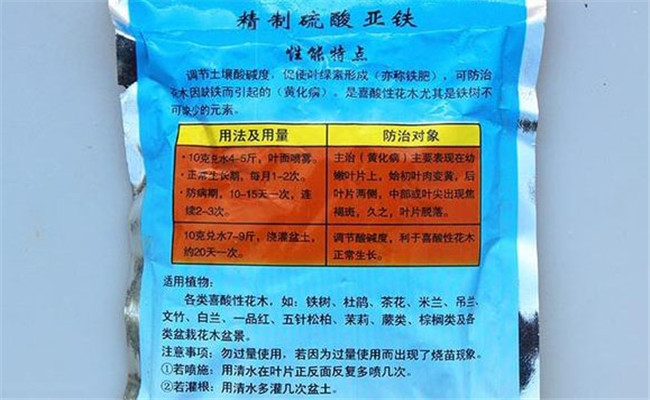 精制硫酸亚铁
性能特点
调节土壤酸碱度，促使叶绿素形成（亦称铁肥），可防治
花木因缺铁而引起的（黄化病）。是喜酸性花木尤其是铁树不
可缺少的元素。
用法及用量
防治对象
·10克兑水4-5斤，叶面喷雾。
·正常生长期，每月1-2次。
·防病期，10-15天一次，连
续2-3次。
主治（黄化病）主要表现在幼
嫩叶片上，始初叶肉变黄，后
叶片两侧，中部或叶尖出现焦
褐斑，久之，叶片脱落。
10克兑水7-9斤，浇灌盆土，
约20天一次。
调节酸碱度，利于喜酸性花木
正常生长。
适用植物：
各类喜酸性花木，如：铁树、杜鹃、茶花、米兰、吊兰、
文竹、白兰、一品红、五针松柏、茉莉、蕨类、棕榈类及各
类盆栽花木盆景。
注意事项：勿过量使用，若因为过量使用而出现了烧苗现象。
①若喷施：用清水在叶片正反面反复多喷几次。
②若灌根：用清水多灌几次盆土。